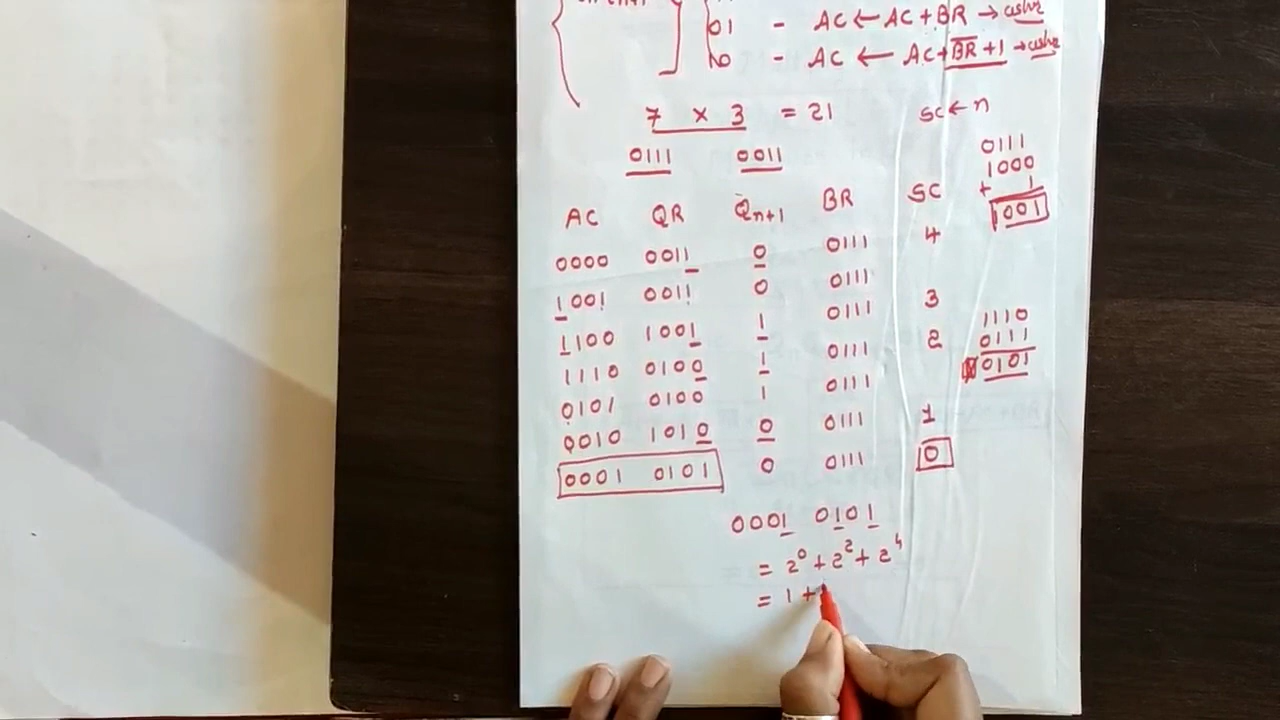 01 - AC ← AC + BR → ashr
10 - AC ← AC + B̅R̅ + 1 → ashr
7 × 3 = 21 SC ← n
0111 0011
0111
1000
+ 1
1001
AC QR Qn+1 BR SC
0000 0011 0 0111 4
1001 0011 0 0111
1100 1001 1 0111 3
1110 0100 1 0111 2
0101 0100 1 0111
0010 1010 0 0111 1
0001 0101 0 0111 0
1110
0111
0101
0001 0101
= 2⁰ + 2² + 2⁴
= 1 +